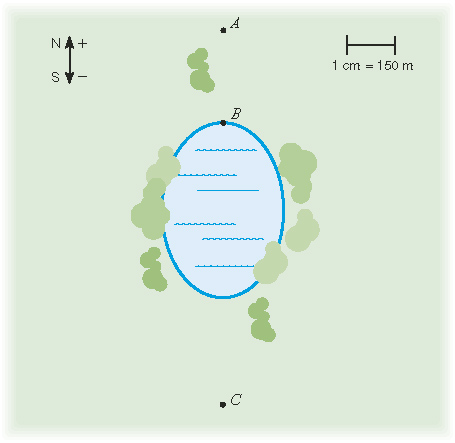 A
N +
S −
1 cm = 150 m
B
C